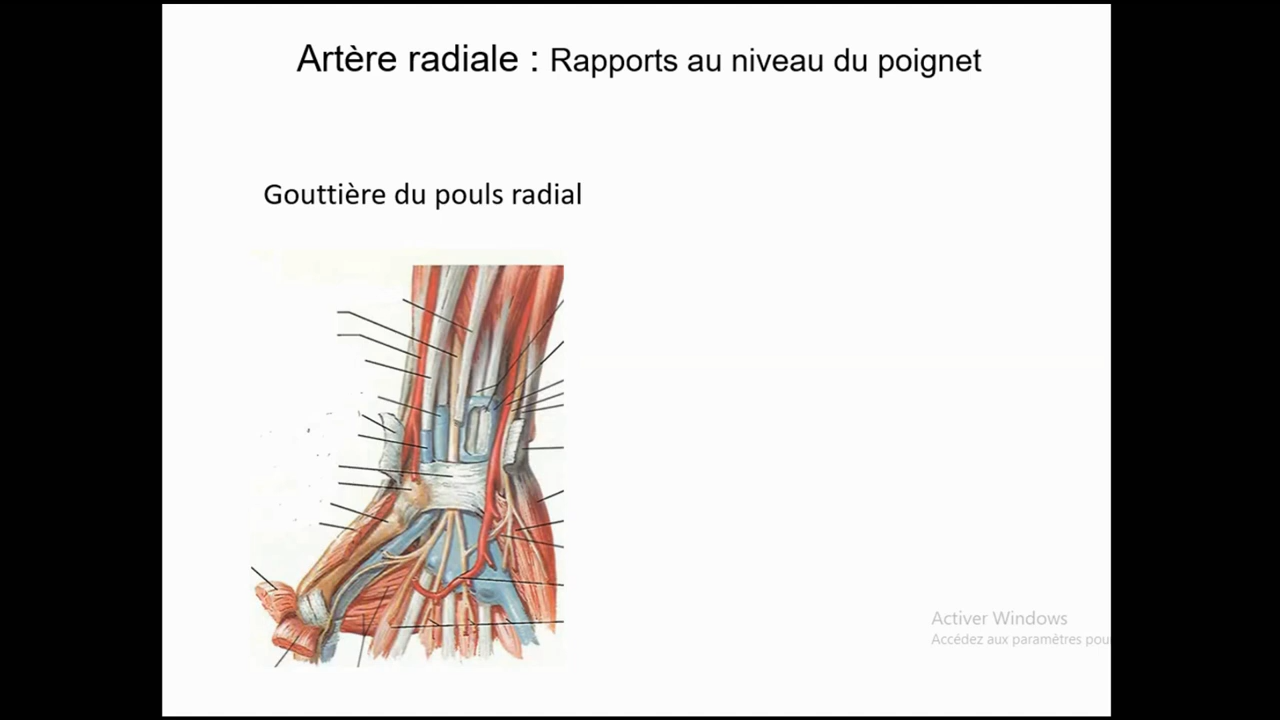 Artère radiale : Rapports au niveau du poignet
Gouttière du pouls radial
Activer Windows
Accédez aux paramètres pou